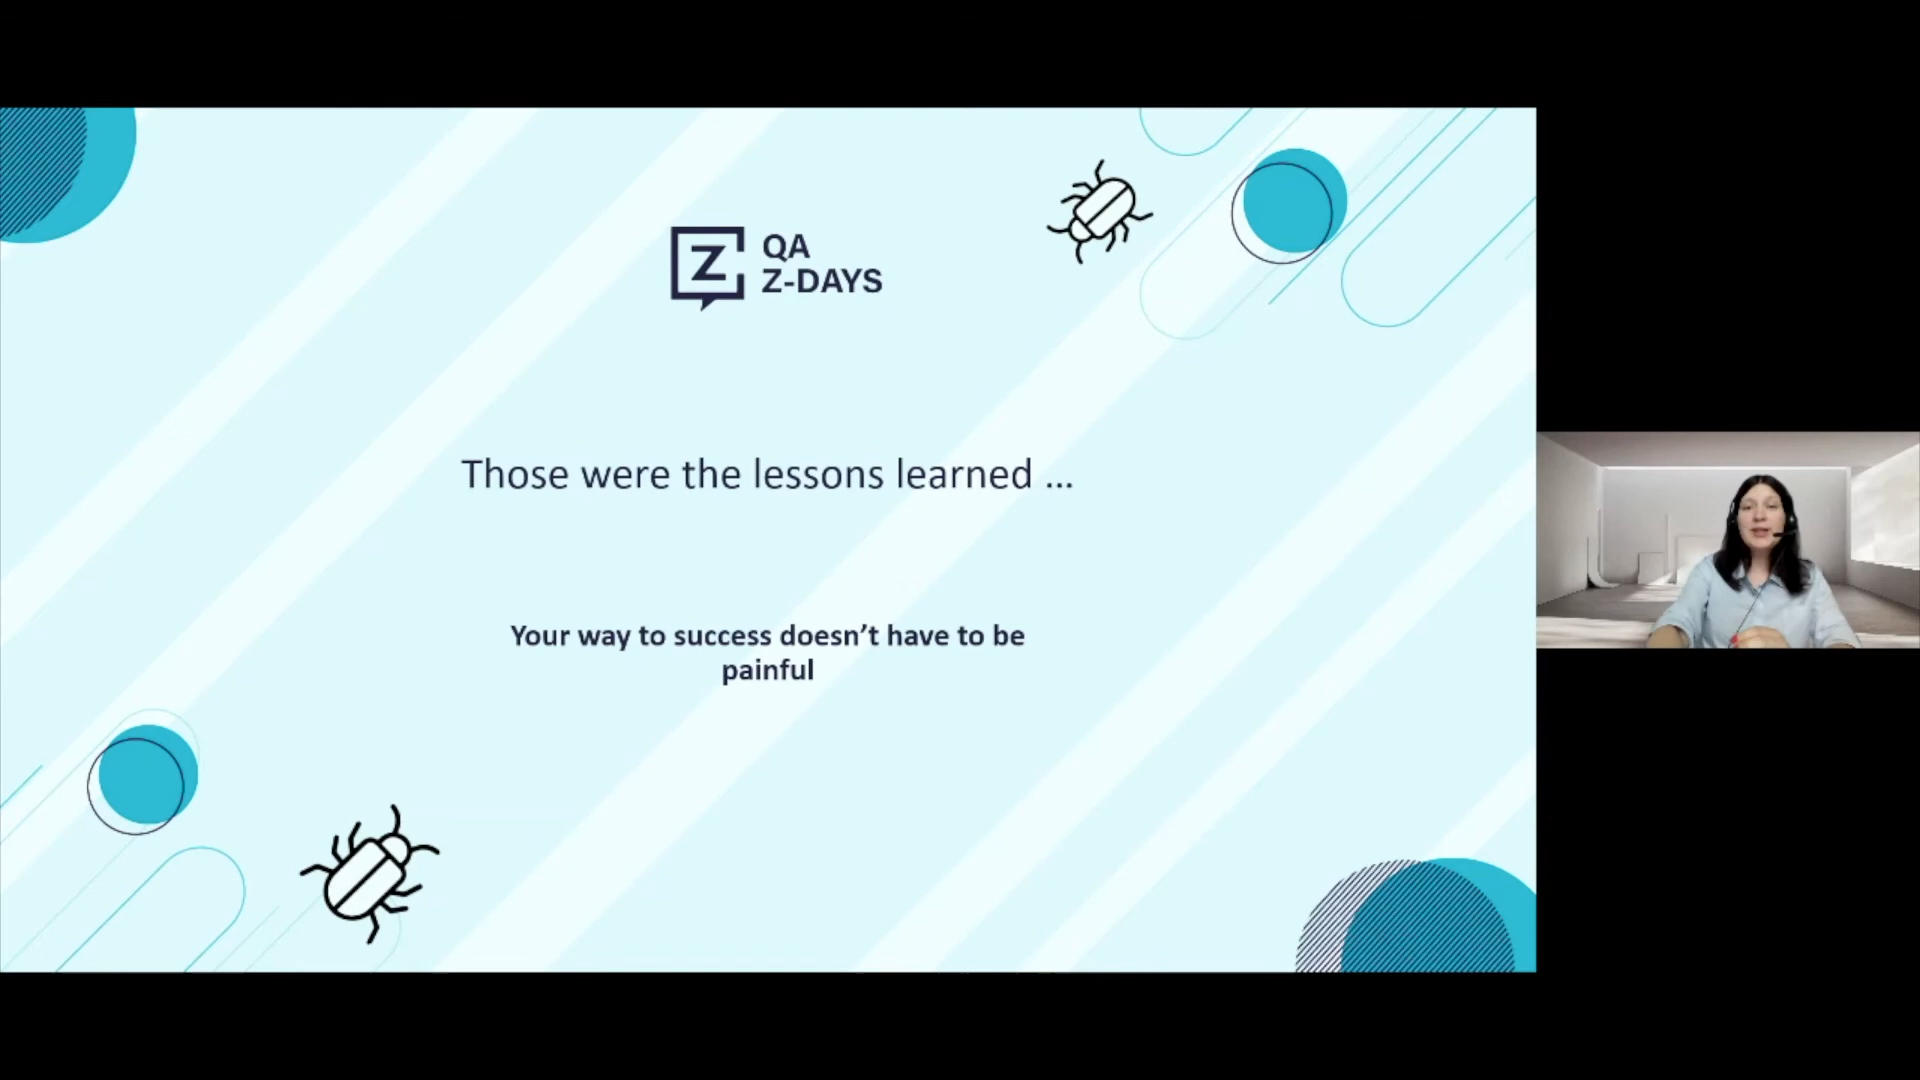 Z
QA
Z-DAYS
Those were the lessons learned ...
Your way to success doesn’t have to be
painful